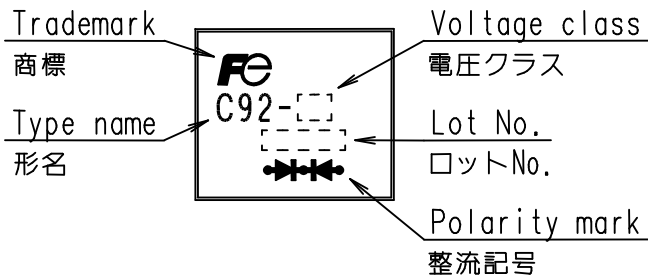 Trademark
商標
Type name
形名
Fe
C92-
Voltage class
電圧クラス
Lot No.
ロットNo.
Polarity mark
整流記号